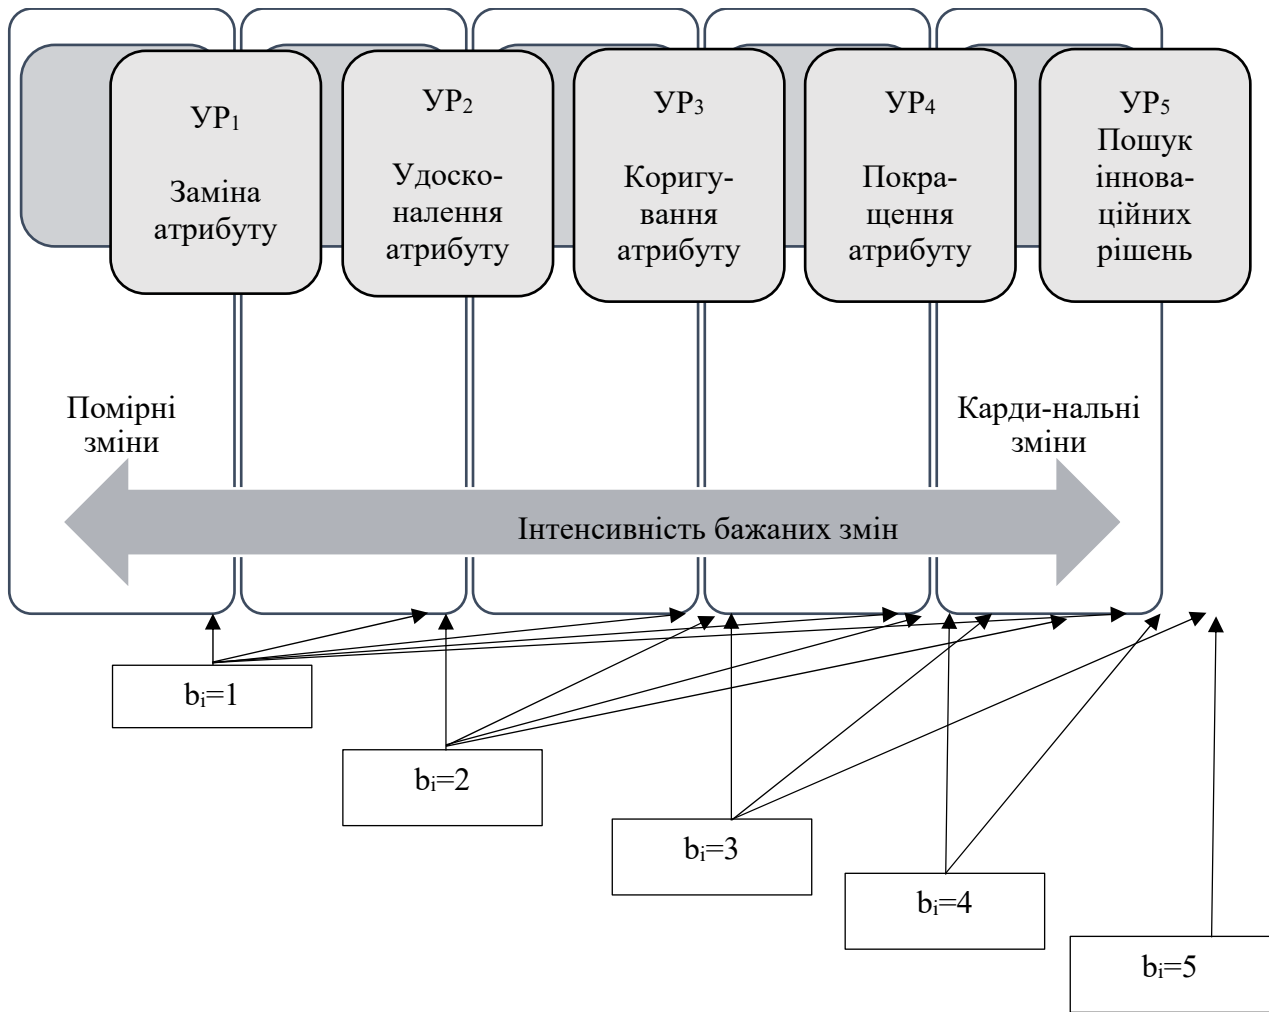 УР₁
Заміна
атрибуту
УР₂
Удоско-
налення
атрибуту
УР₃
Коригу-
вання
атрибуту
УР₄
Покра-
щення
атрибуту
УР₅
Пошук
іннова-
ційних
рішень
Помірні
зміни
Карди-нальні
зміни
Інтенсивність бажаних змін
bᵢ=1
bᵢ=2
bᵢ=3
bᵢ=4
bᵢ=5